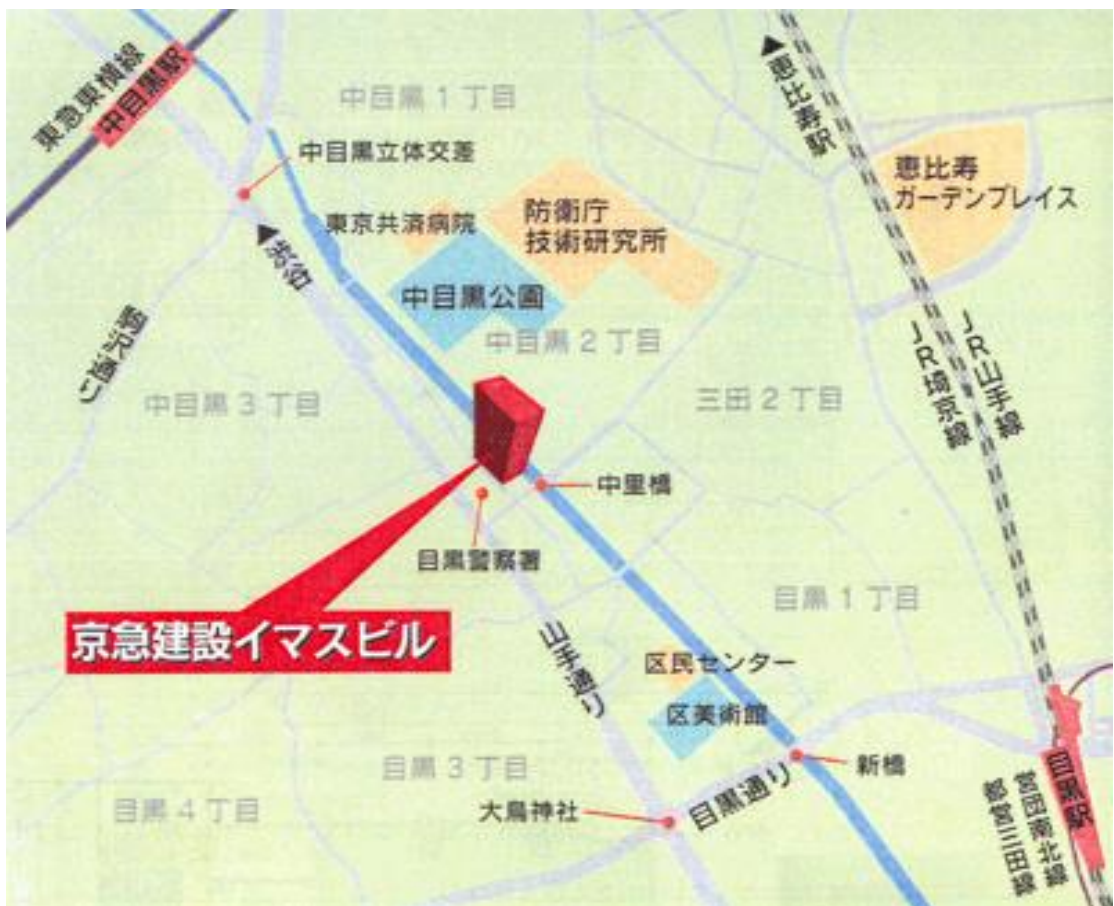 東急東横線
中目黒駅
中目黒1丁目
▲恵比寿駅
中目黒立体交差
恵比寿
ガーデンプレイス
東京共済病院
防衛庁
技術研究所
▲渋谷
中目黒公園
駒沢通り
中目黒2丁目
JR山手線
JR埼京線
中目黒3丁目
三田2丁目
中里橋
目黒警察署
目黒1丁目
京急建設イマスビル
山手通り
区民センター
区美術館
目黒3丁目
新橋
目黒通り
目黒駅
目黒4丁目
大鳥神社
営団南北線
都営三田線